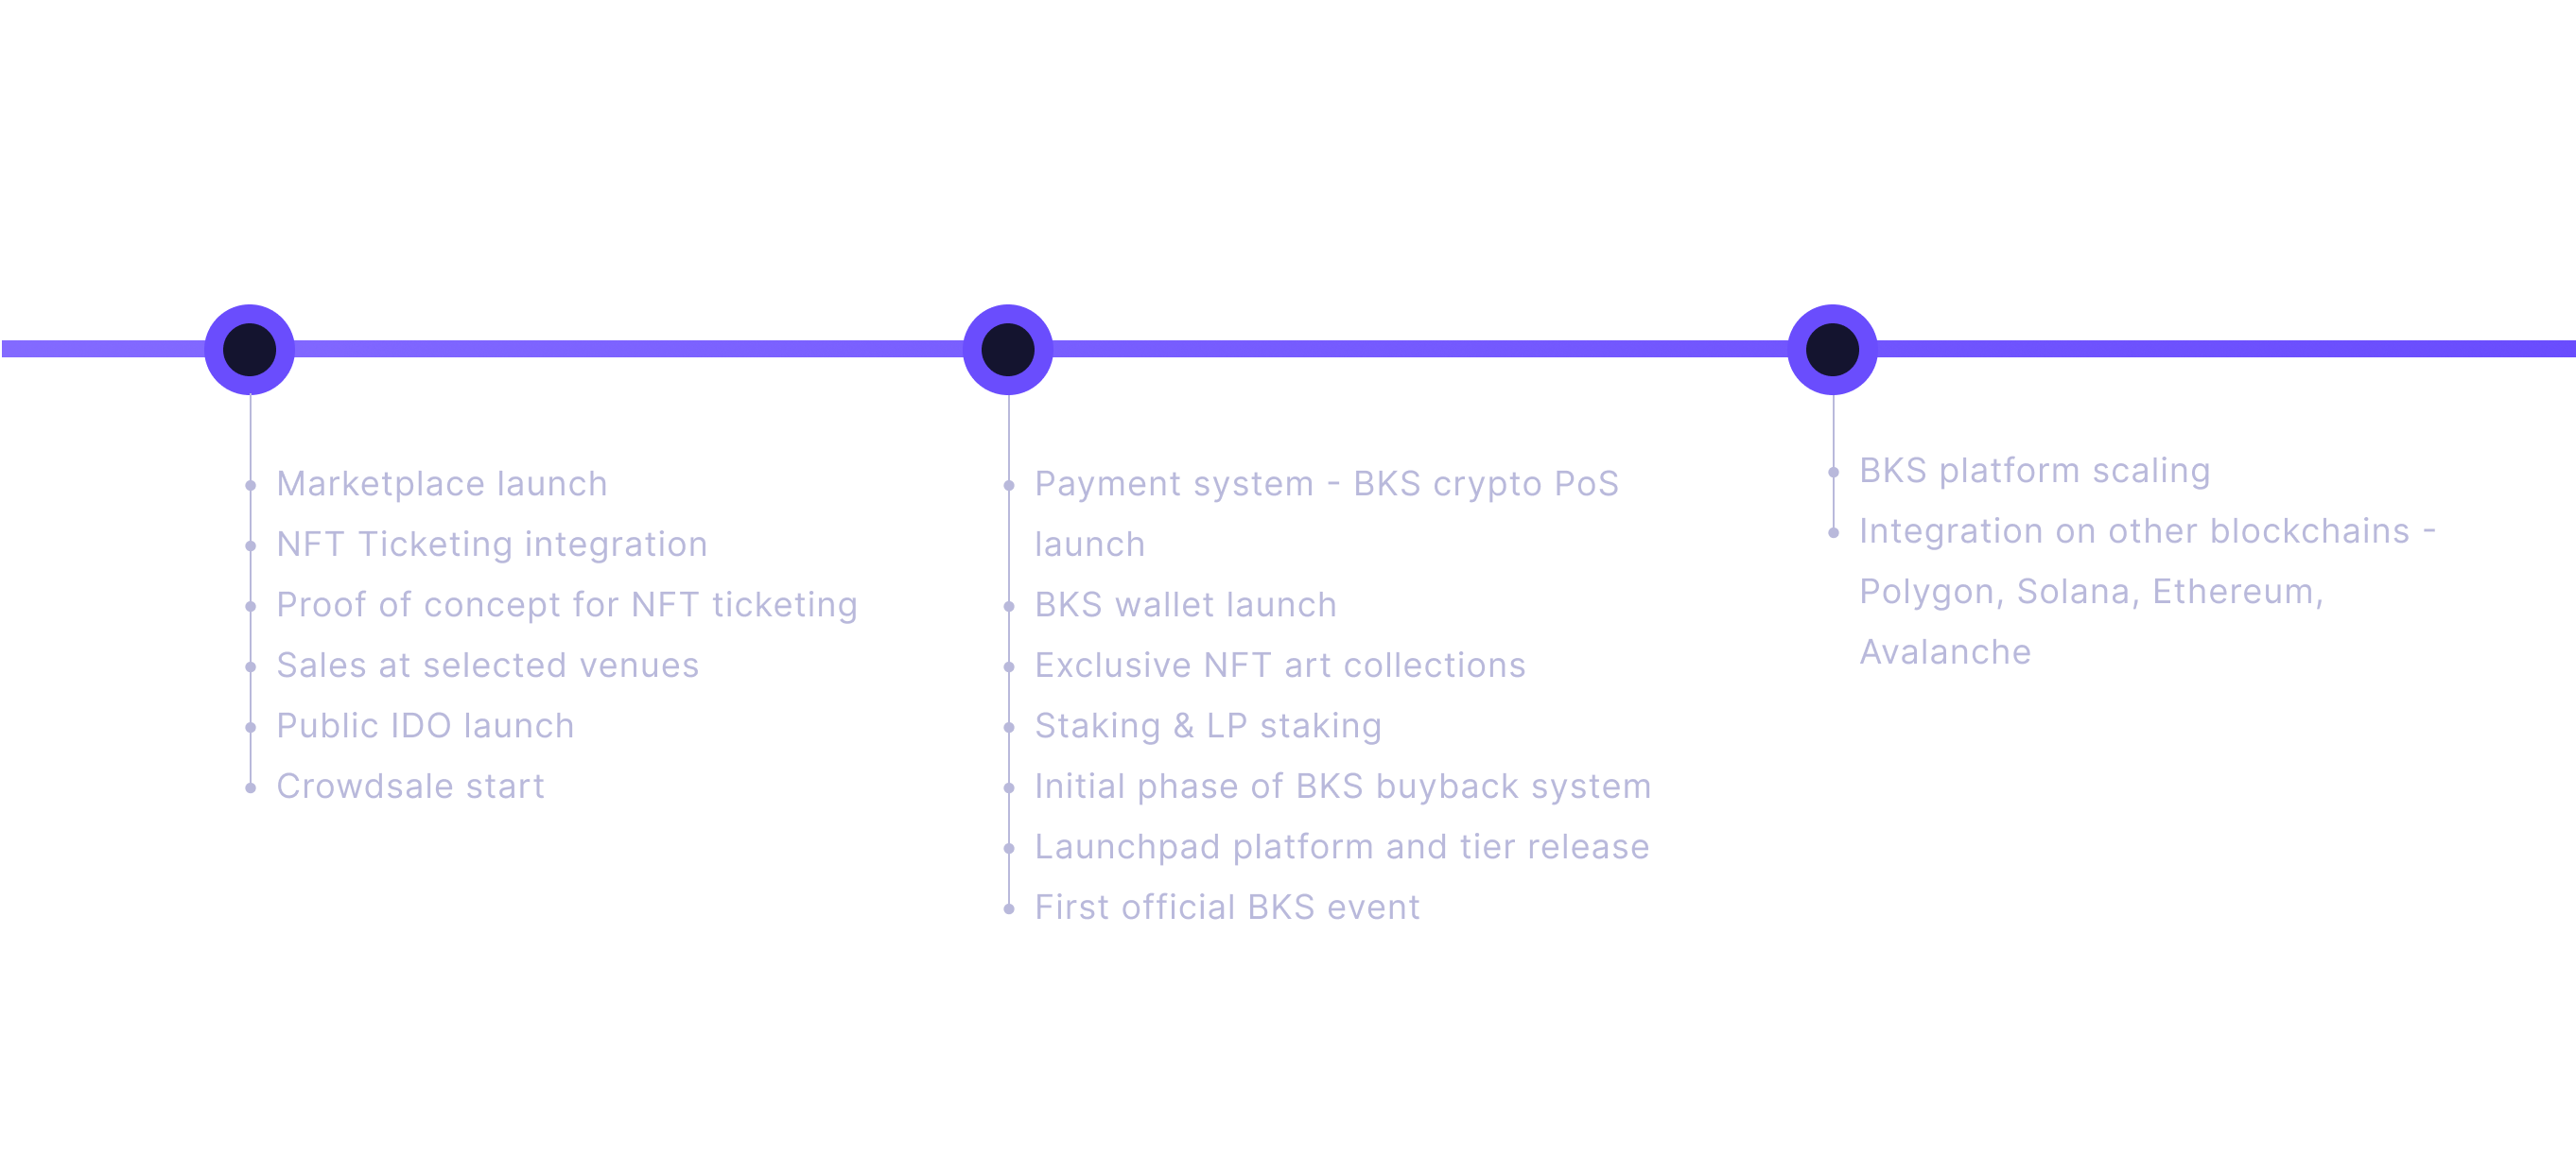 Marketplace launch
NFT Ticketing integration
Proof of concept for NFT ticketing
Sales at selected venues
Public IDO launch
Crowdsale start
Payment system - BKS crypto PoS
launch
BKS wallet launch
Exclusive NFT art collections
Staking & LP staking
Initial phase of BKS buyback system
Launchpad platform and tier release
First official BKS event
BKS platform scaling
Integration on other blockchains -
Polygon, Solana, Ethereum,
Avalanche